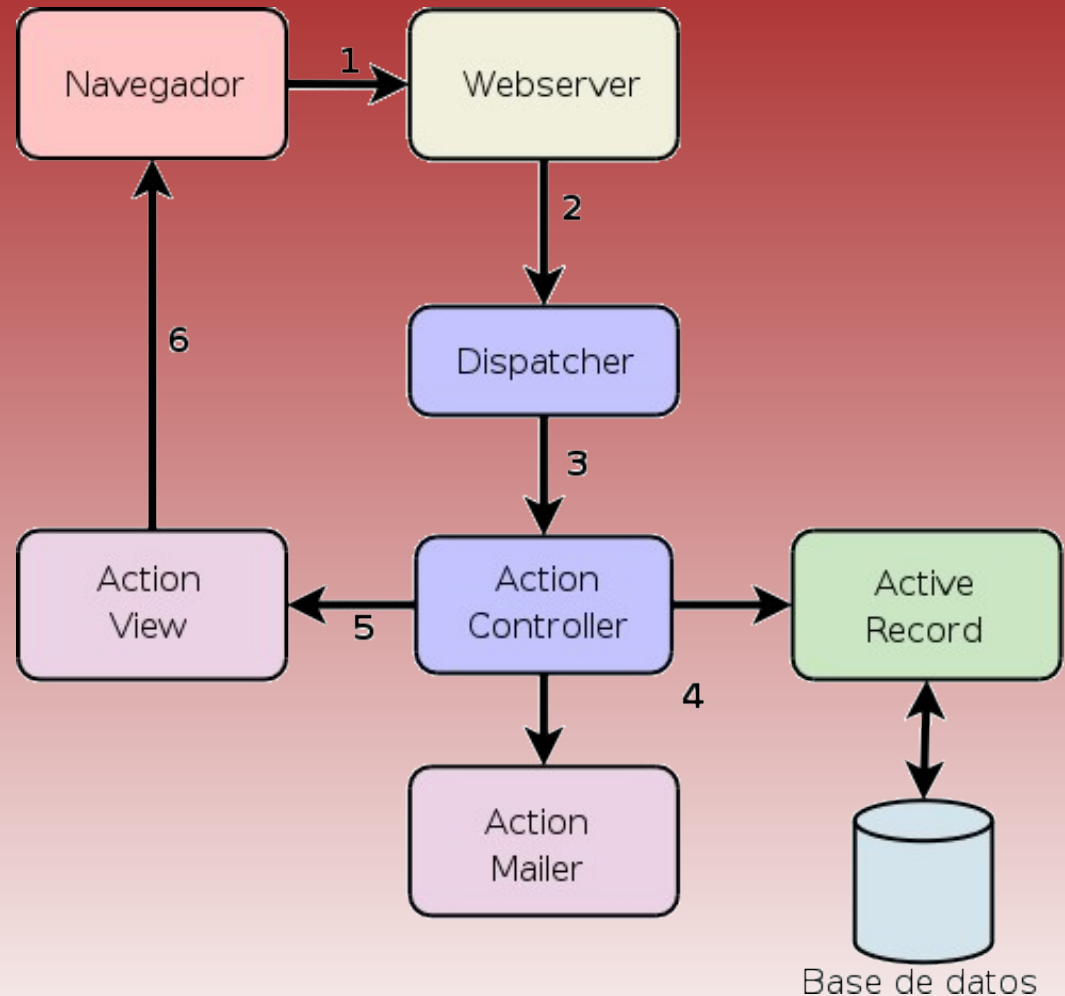 Navegador
1
Webserver
2
Dispatcher
6
3
Action
View
5
Action
Controller
Active
Record
4
Action
Mailer
Base de datos